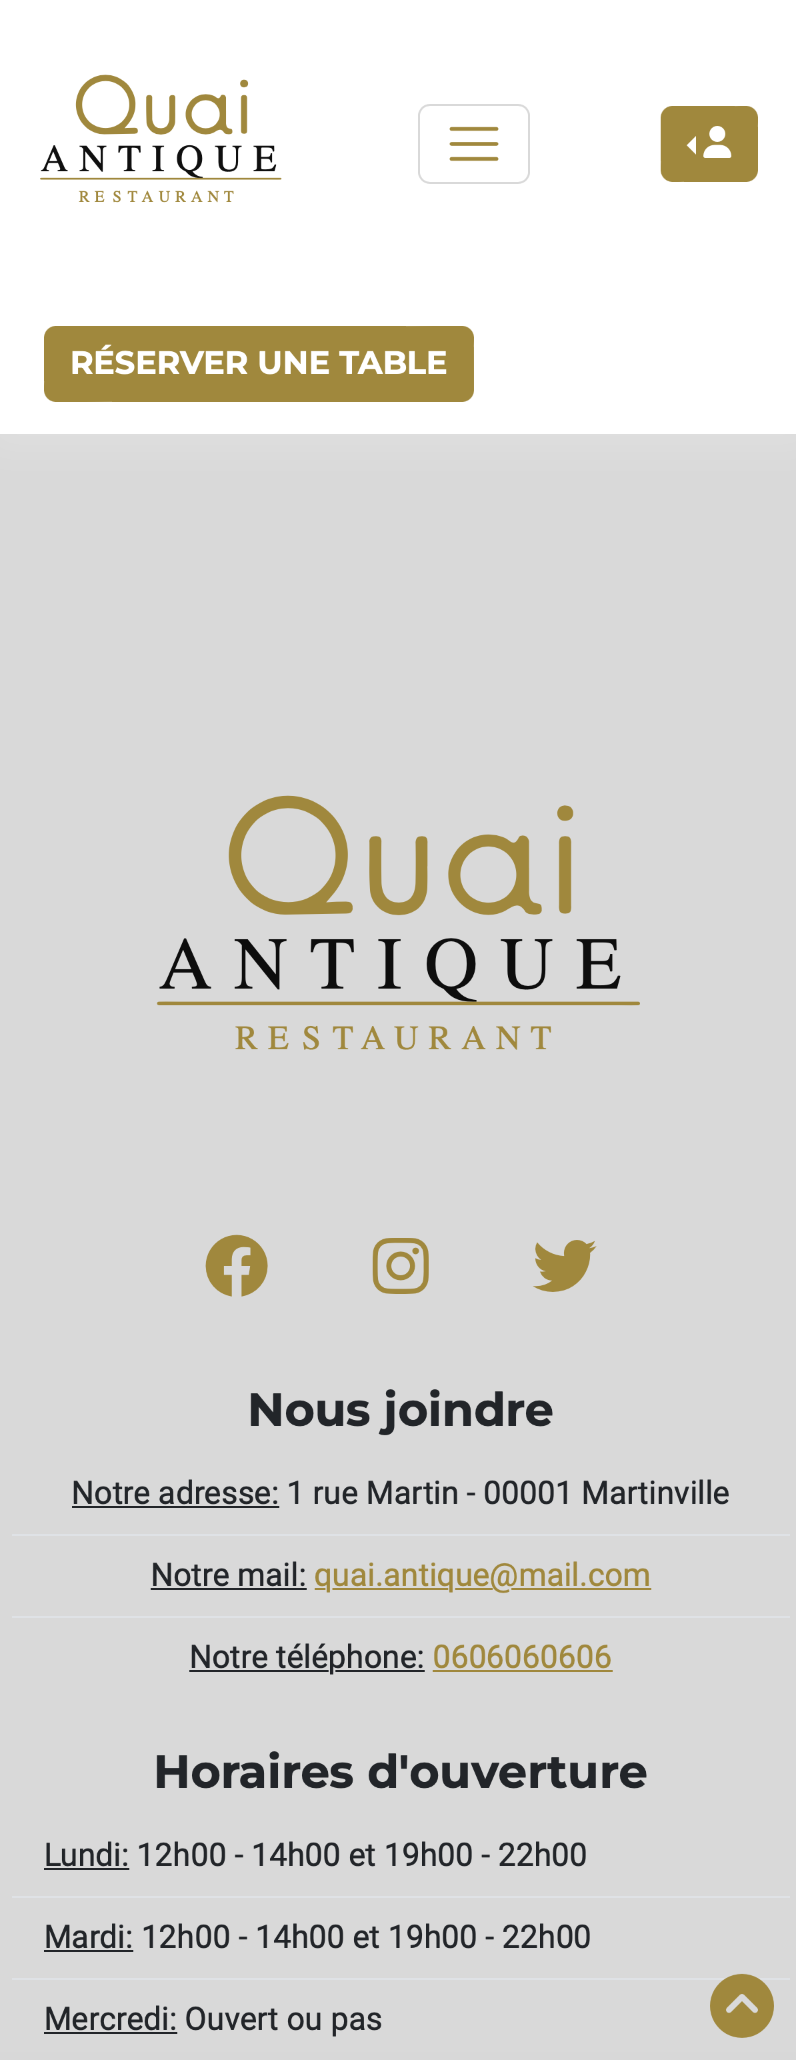 Quai
ANTIQUE
RESTAURANT
RÉSERVER UNE TABLE
Quai
ANTIQUE
RESTAURANT
Nous joindre
Notre adresse: 1 rue Martin - 00001 Martinville
Notre mail: quai.antique@mail.com
Notre téléphone: 0606060606
Horaires d'ouverture
Lundi: 12h00 - 14h00 et 19h00 - 22h00
Mardi: 12h00 - 14h00 et 19h00 - 22h00
Mercredi: Ouvert ou pas